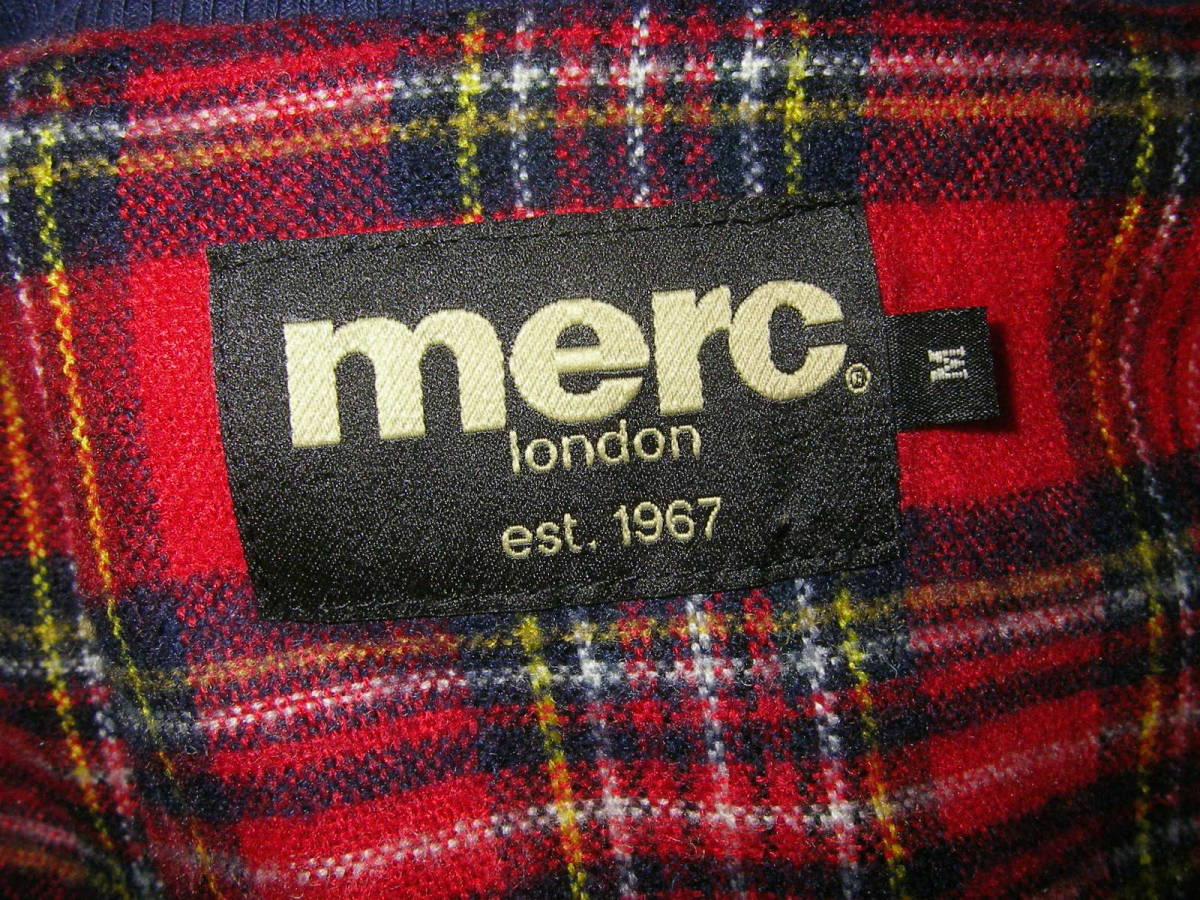 merc®
london
est. 1967
M